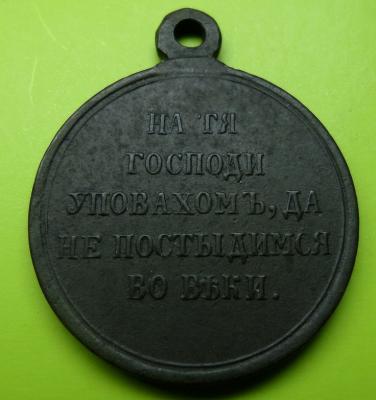 НА ТЯ
ГОСПОДИ
УПОВАХОМЪ, ДА
НЕ ПОСТЫДИМСЯ
ВО ВѢКИ.